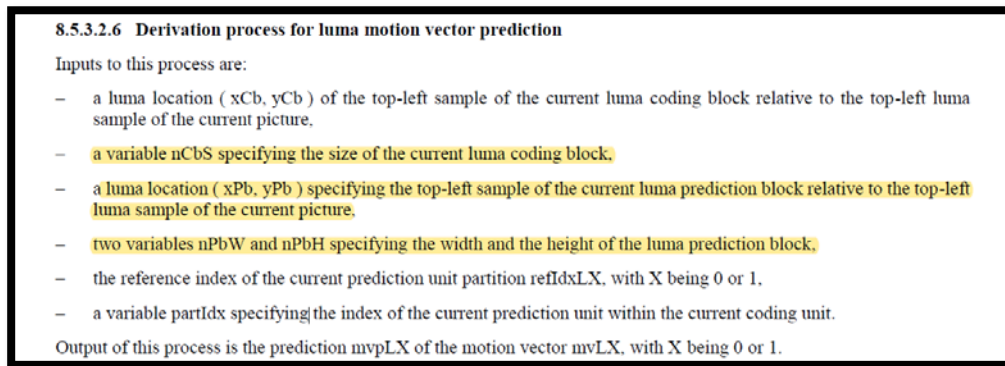 8.5.3.2.6 Derivation process for luma motion vector prediction
Inputs to this process are:
– a luma location ( xCb, yCb ) of the top-left sample of the current luma coding block relative to the top-left luma
sample of the current picture,
– a variable nCbS specifying the size of the current luma coding block,
– a luma location ( xPb, yPb ) specifying the top-left sample of the current luma prediction block relative to the top-left
luma sample of the current picture,
– two variables nPbW and nPbH specifying the width and the height of the luma prediction block,
– the reference index of the current prediction unit partition refIdxLX, with X being 0 or 1,
– a variable partIdx specifying the index of the current prediction unit within the current coding unit.
Output of this process is the prediction mvpLX of the motion vector mvLX, with X being 0 or 1.